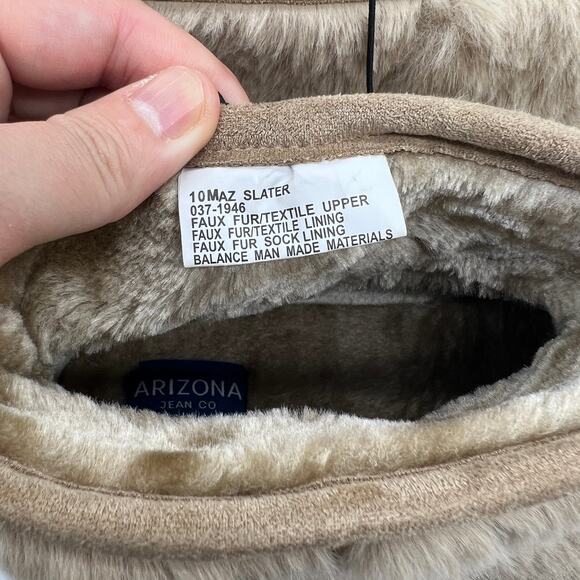 10MAZ SLATER
037-1946
FAUX FUR/TEXTILE UPPER
FAUX FUR/TEXTILE LINING
FAUX FUR SOCK LINING
BALANCE MAN MADE MATERIALS
ARIZONA
JEAN CO